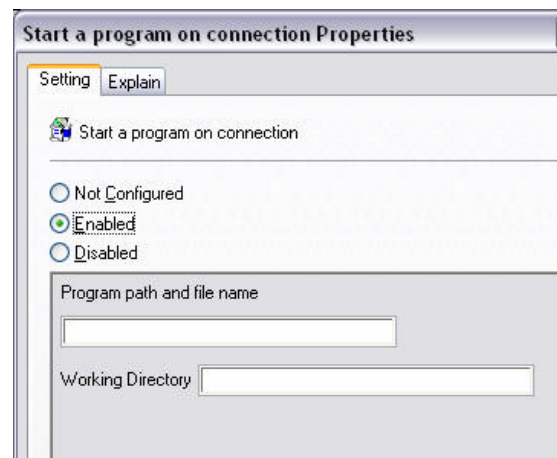 Start a program on connection Properties
Setting
Explain
Start a program on connection
Not Configured
Enabled
Disabled
Program path and file name
Working Directory